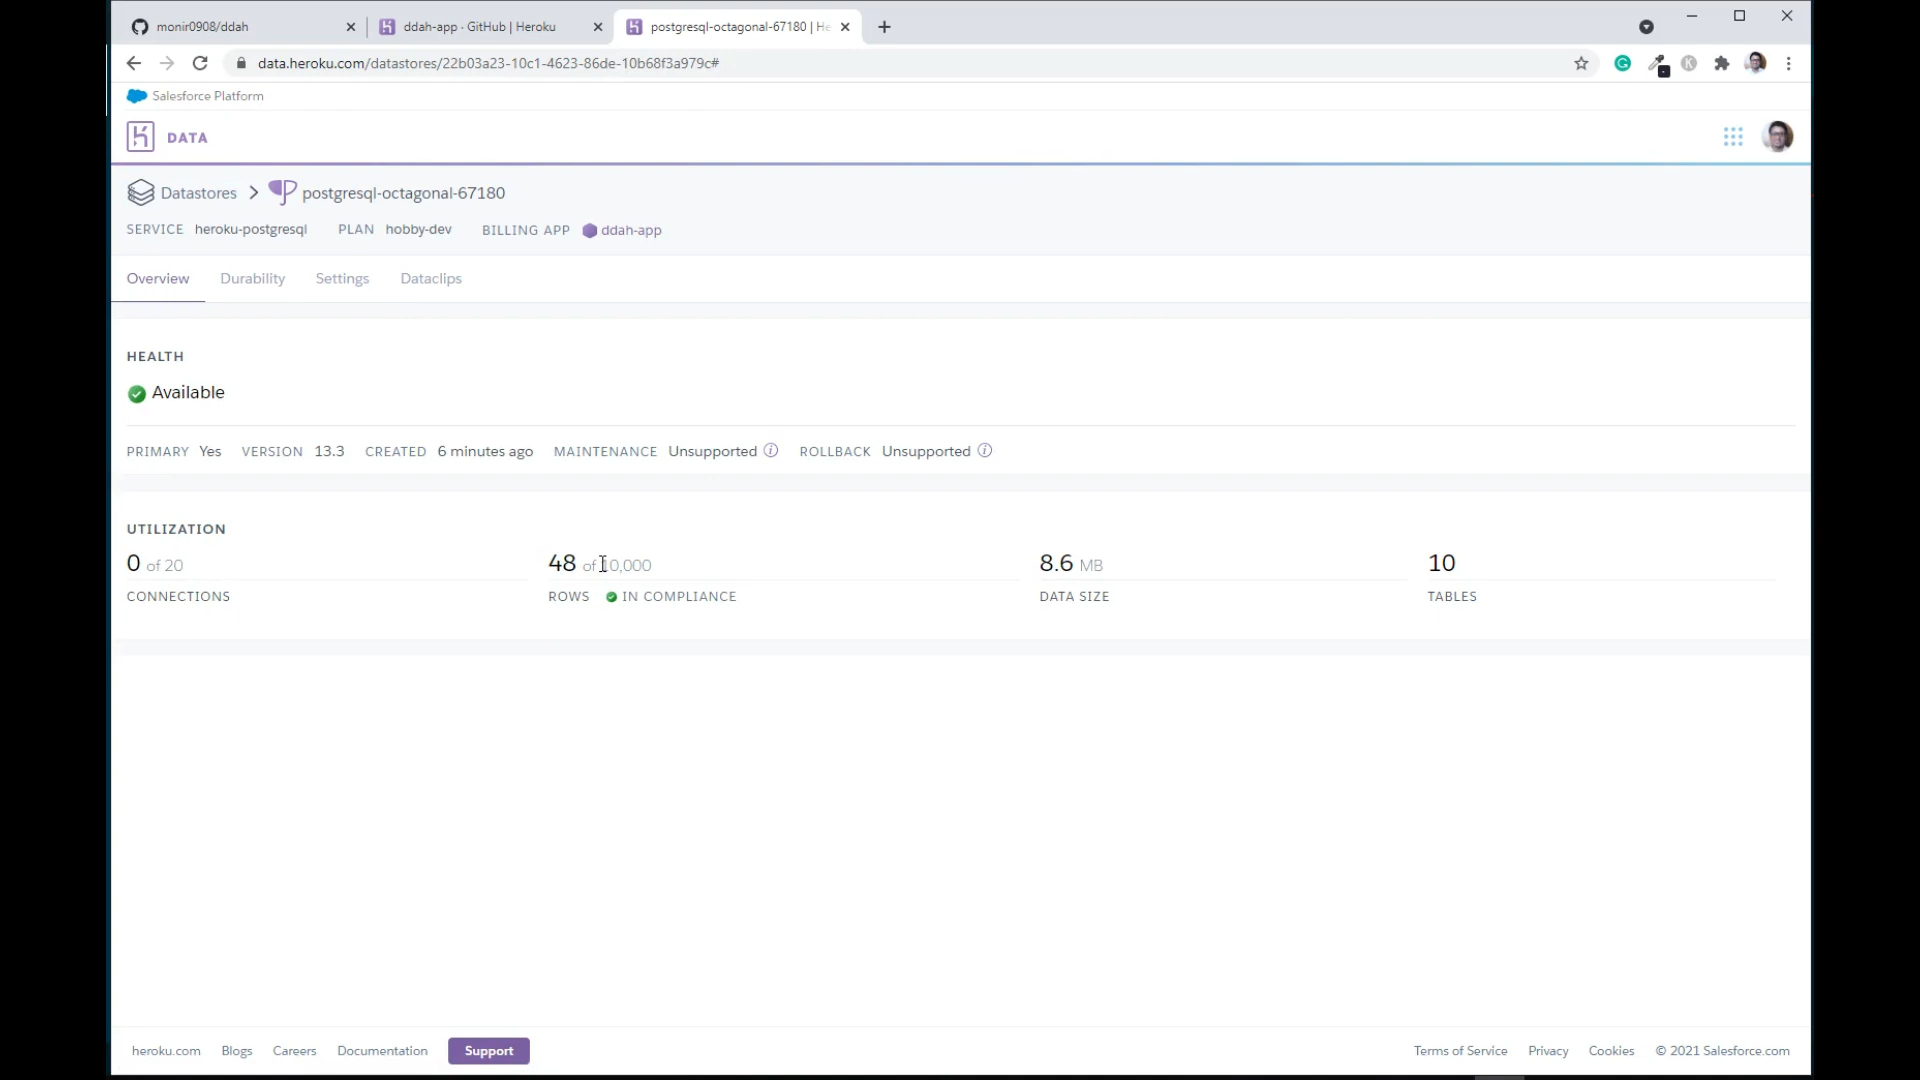 monir0908/ddah
ddah-app · GitHub | Heroku
postgresql-octagonal-67180 | He
data.heroku.com/datastores/22b03a23-10c1-4623-86de-10b68f3a979c#
Salesforce Platform
DATA
Datastores > postgresql-octagonal-67180
SERVICE heroku-postgresql PLAN hobby-dev BILLING APP ddah-app
Overview Durability Settings Dataclips
HEALTH
Available
PRIMARY Yes VERSION 13.3 CREATED 6 minutes ago MAINTENANCE Unsupported ROLLBACK Unsupported
UTILIZATION
0 of 20 48 of 10,000 8.6 MB 10
CONNECTIONS ROWS IN COMPLIANCE DATA SIZE TABLES
heroku.com Blogs Careers Documentation Support Terms of Service Privacy Cookies © 2021 Salesforce.com